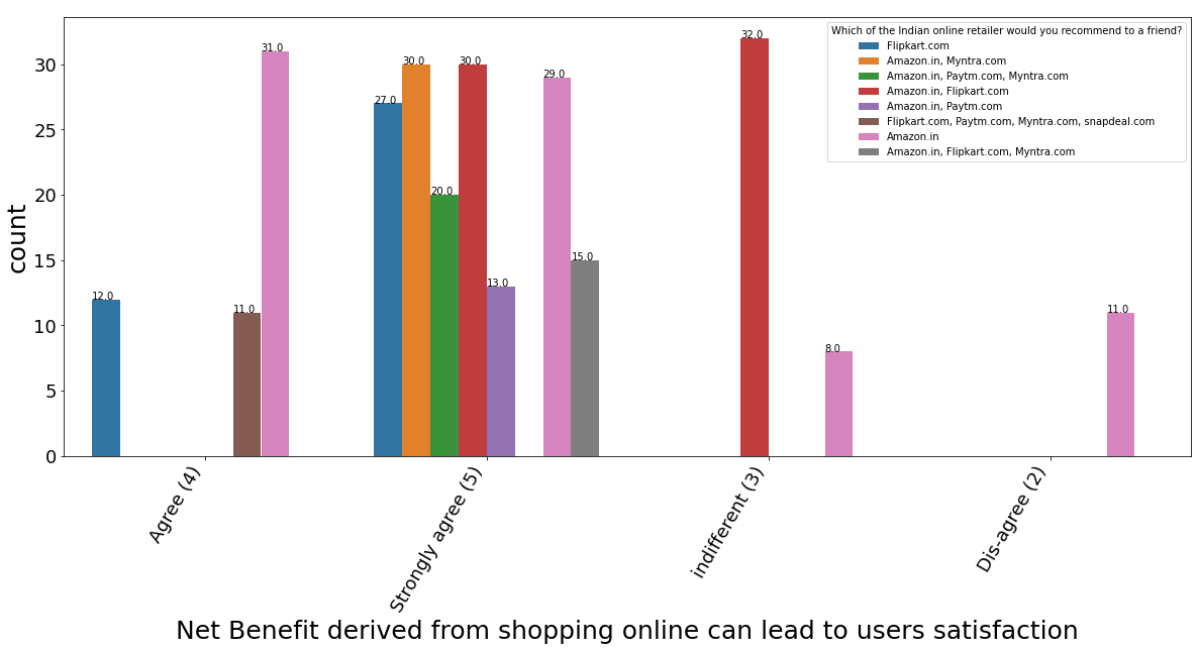 Which of the Indian online retailer would you recommend to a friend?
Flipkart.com
Amazon.in, Myntra.com
Amazon.in, Paytm.com, Myntra.com
Amazon.in, Flipkart.com
Amazon.in, Paytm.com
Flipkart.com, Paytm.com, Myntra.com, snapdeal.com
Amazon.in
Amazon.in, Flipkart.com, Myntra.com
count
30
25
20
15
10
5
0
12.0
11.0
31.0
27.0
30.0
20.0
30.0
13.0
29.0
15.0
32.0
8.0
11.0
Agree (4)
Strongly agree (5)
indifferent (3)
Dis-agree (2)
Net Benefit derived from shopping online can lead to users satisfaction